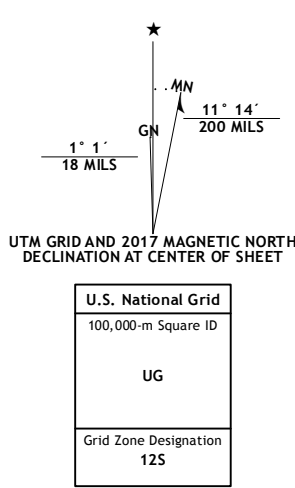 ★
MN
11° 14´
200 MILS
GN
1° 1´
18 MILS
UTM GRID AND 2017 MAGNETIC NORTH
DECLINATION AT CENTER OF SHEET
U.S. National Grid
100,000-m Square ID
UG
Grid Zone Designation
12S